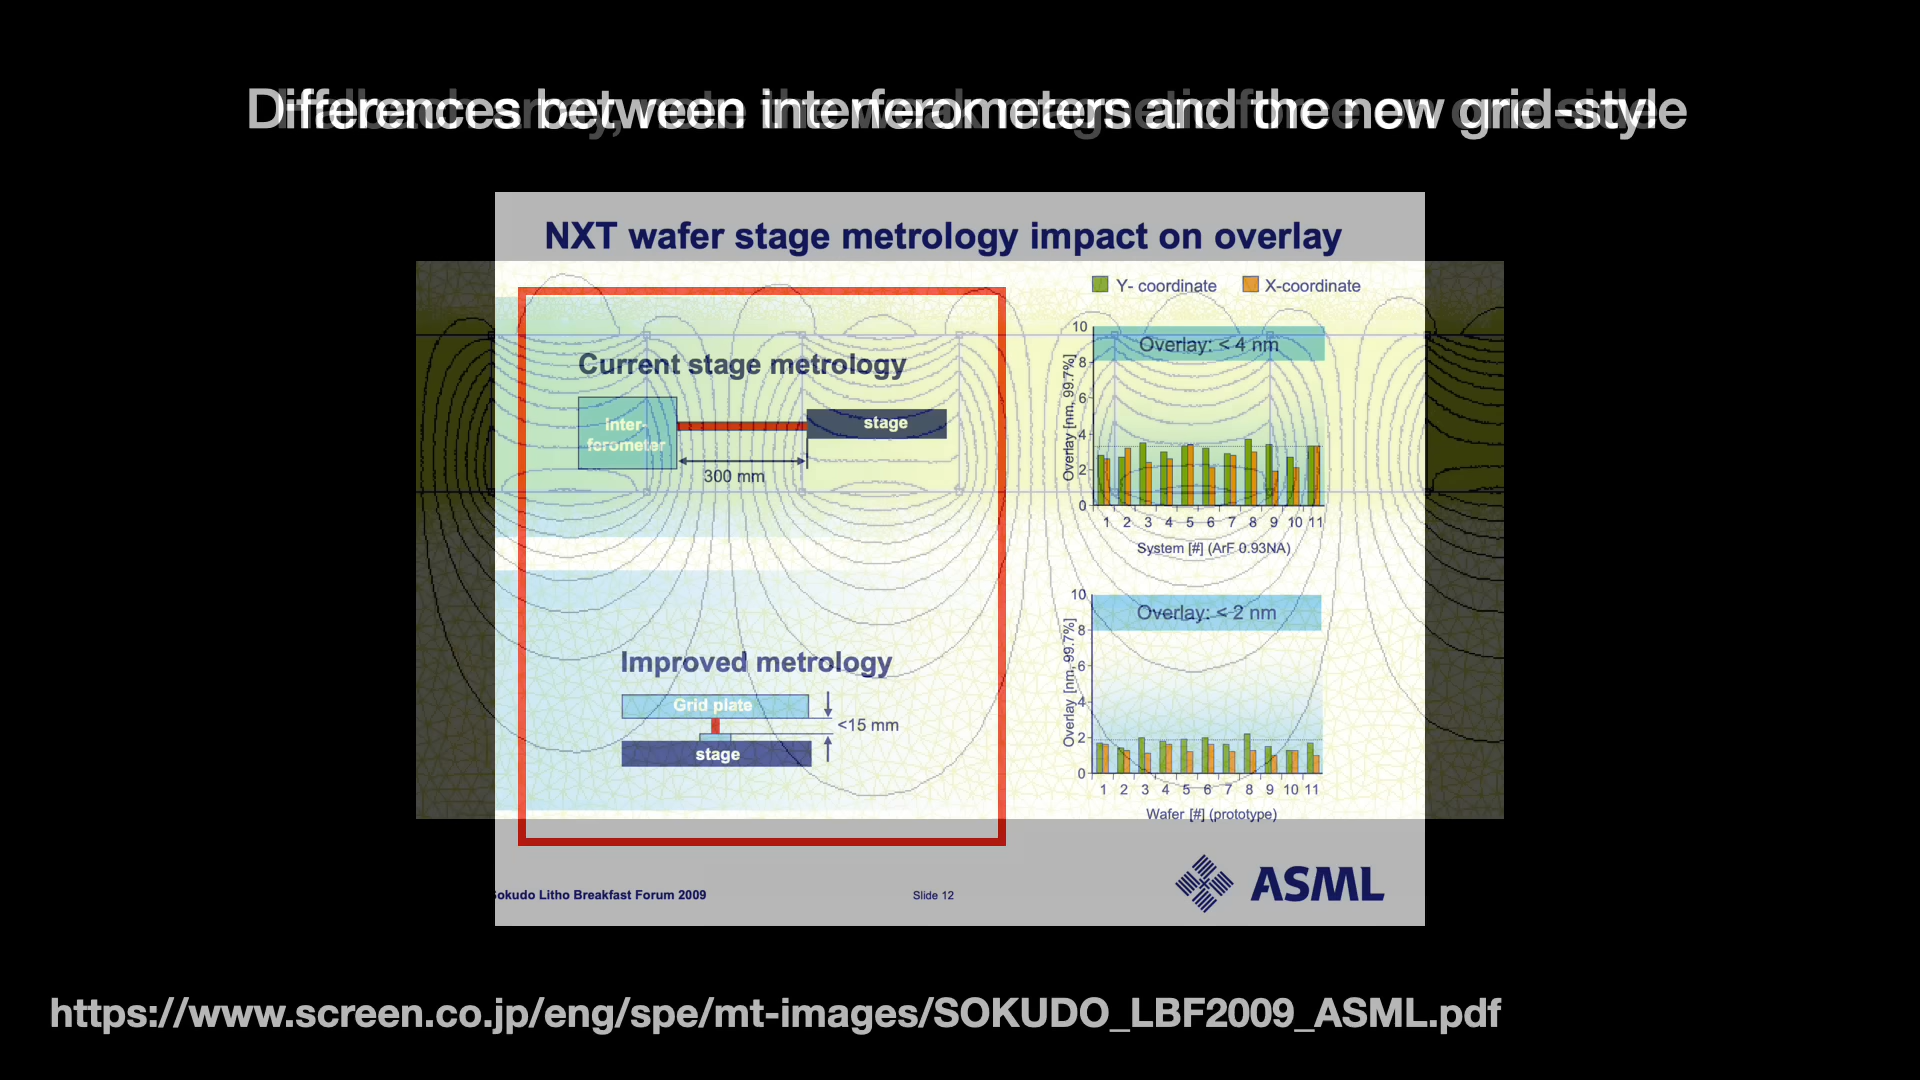 Differences between interferometers and the new grid-style
NXT wafer stage metrology impact on overlay
Y- coordinate
X-coordinate
Current stage metrology
inter-
ferometer
stage
300 mm
Overlay [nm, 99.7%]
10
8
6
4
2
0
Overlay: < 4 nm
1 2 3 4 5 6 7 8 9 10 11
System [#] (ArF 0.93NA)
Improved metrology
Grid plate
<15 mm
stage
Overlay [nm, 99.7%]
10
8
6
4
2
0
Overlay: < 2 nm
1 2 3 4 5 6 7 8 9 10 11
Wafer [#] (prototype)
Sokudo Litho Breakfast Forum 2009
Slide 12
ASML
https://www.screen.co.jp/eng/spe/mt-images/SOKUDO_LBF2009_ASML.pdf